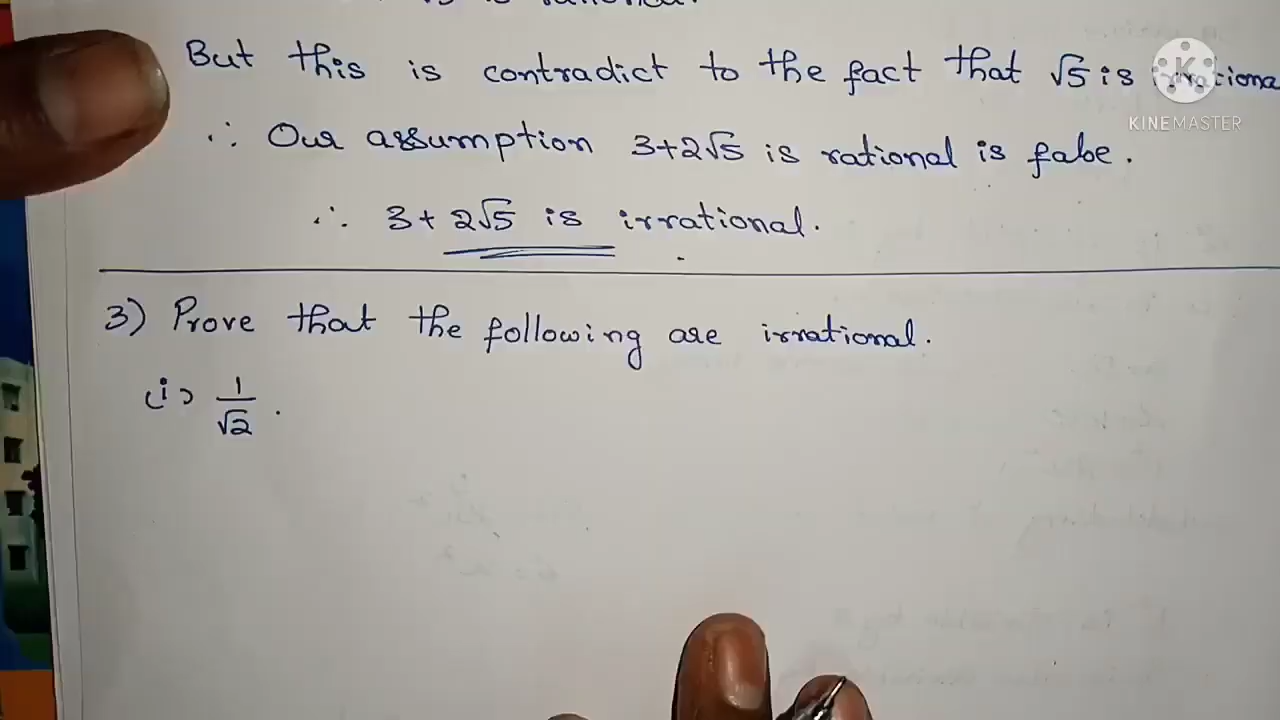 But this is contradict to the fact that √5 is irrationa
∴ Our assumption 3+2√5 is rational is false.
∴ 3+ 2√5 is irrational.
3) Prove that the following are irrational.
(i) 1/√2.
KINEMASTER